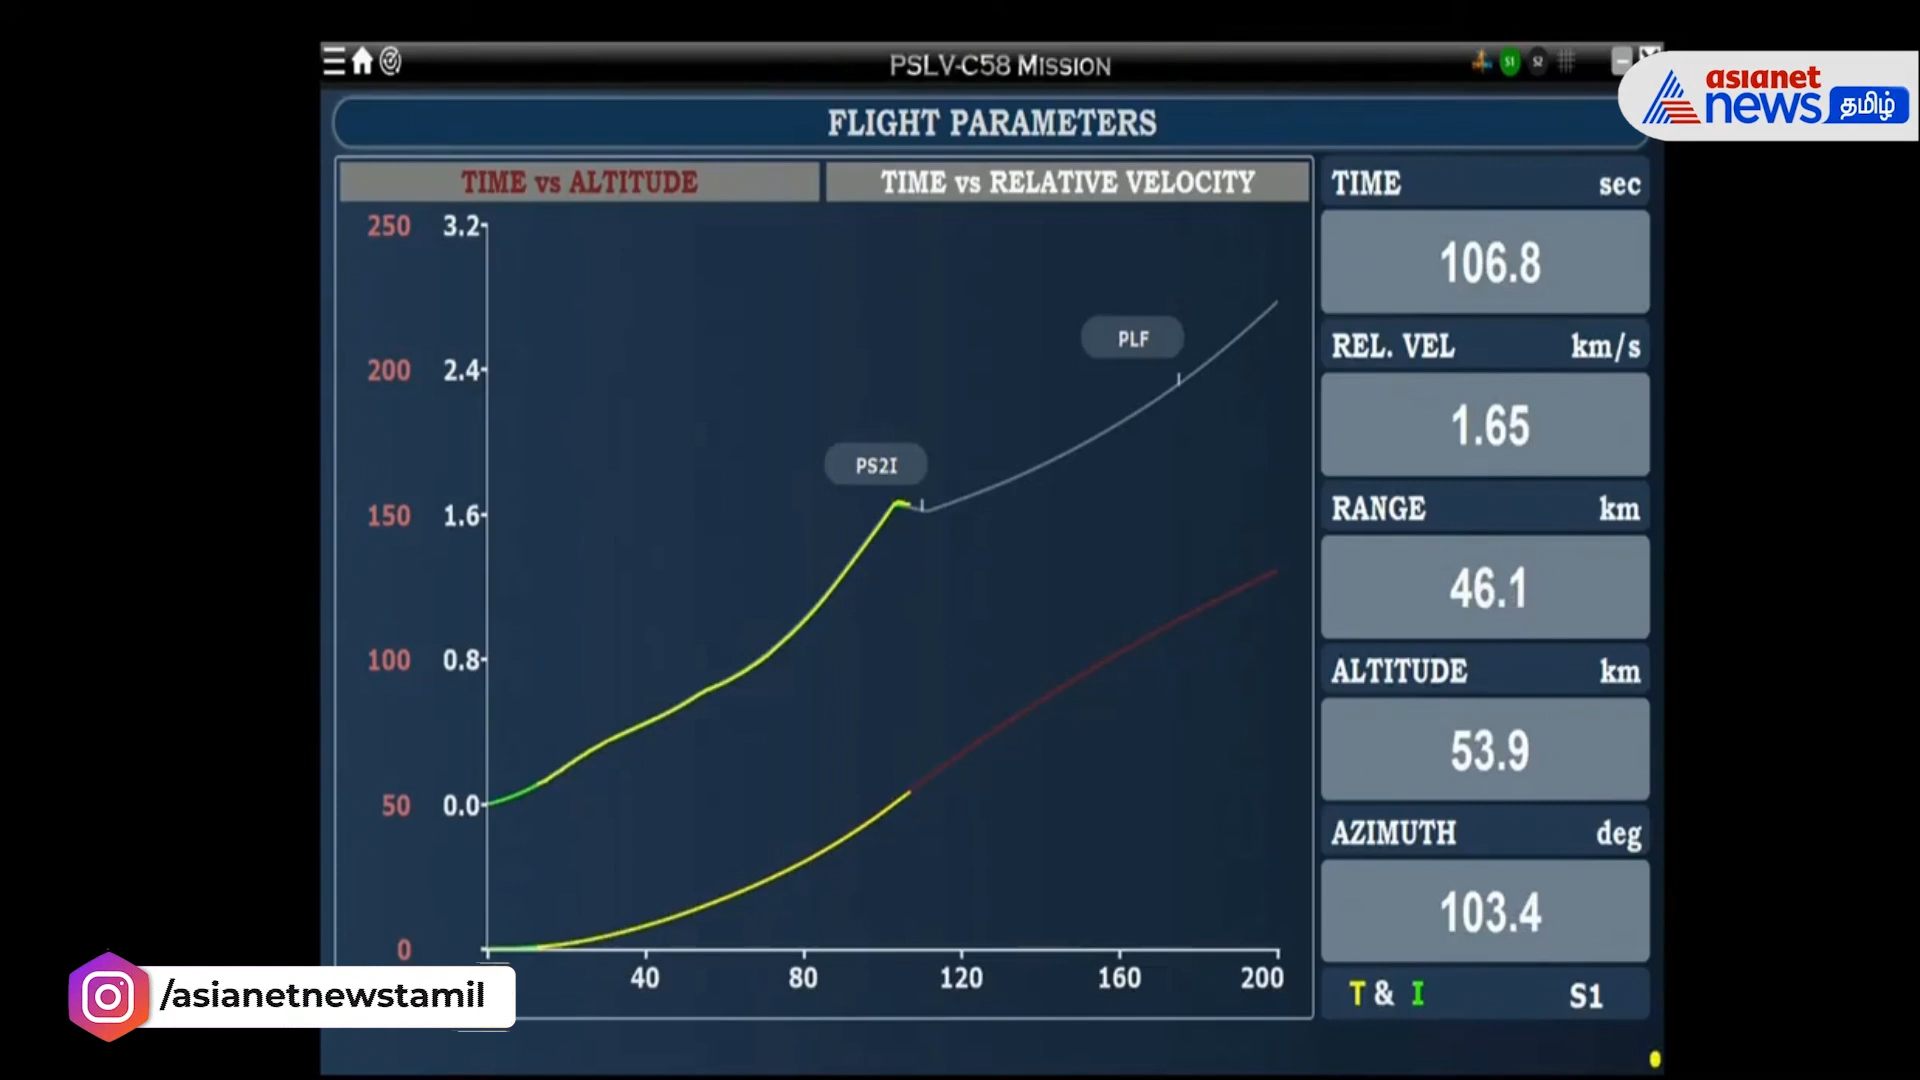 PSLV-C58 MISSION
S1
S2
asianet
news தமிழ்
FLIGHT PARAMETERS
TIME vs ALTITUDE
TIME vs RELATIVE VELOCITY
TIME sec
106.8
REL. VEL km/s
1.65
RANGE km
46.1
ALTITUDE km
53.9
AZIMUTH deg
103.4
T & I S1
250 3.2
200 2.4
150 1.6
100 0.8
50 0.0
0
PLF
PS2I
40 80 120 160 200
/asianetnewstamil